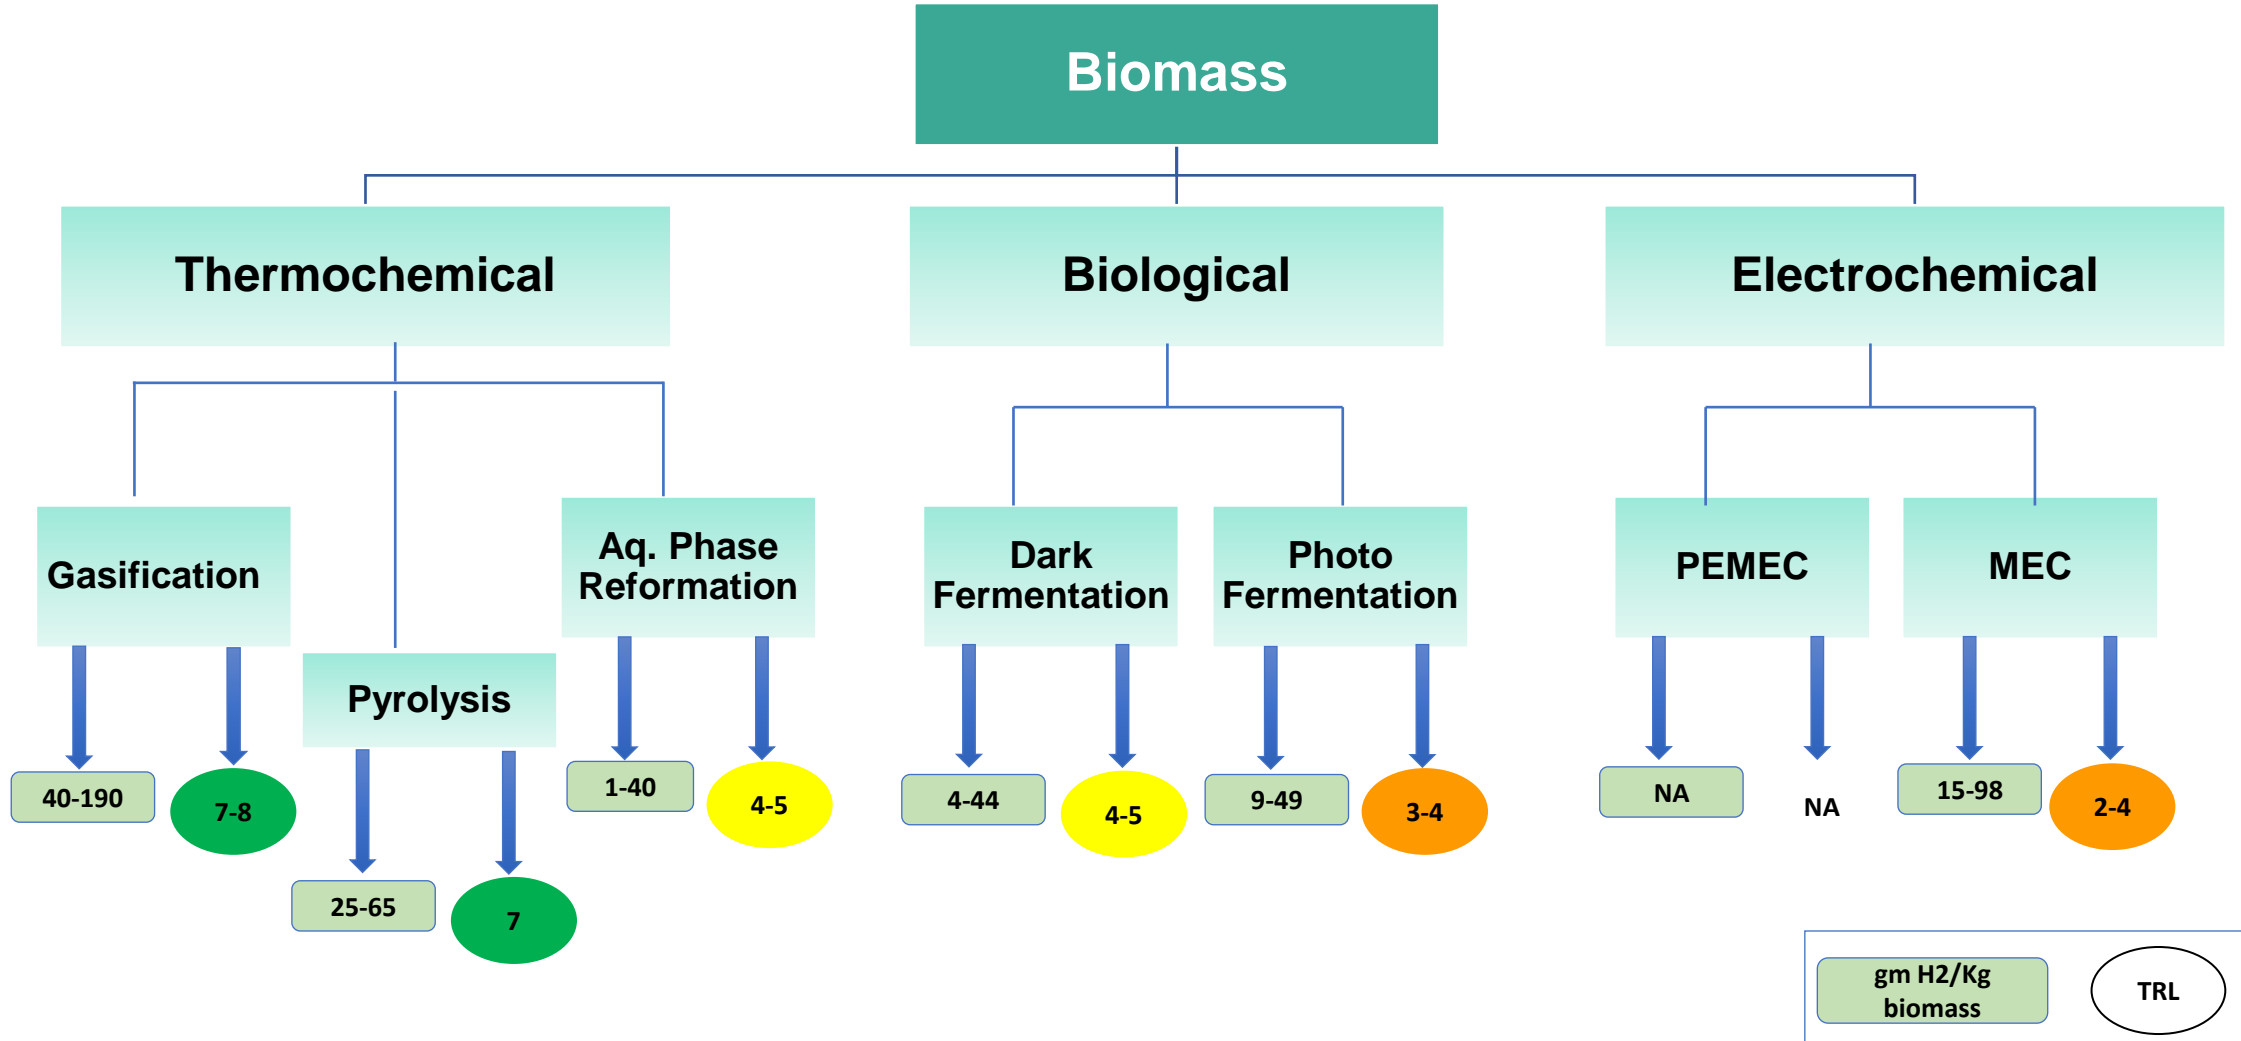 Biomass
Thermochemical
Biological
Electrochemical
Gasification
Pyrolysis
Aq. Phase
Reformation
Dark
Fermentation
Photo
Fermentation
PEMEC
MEC
40-190
7-8
25-65
7
1-40
4-5
4-44
4-5
9-49
3-4
NA
NA
15-98
2-4
gm H2/Kg
biomass
TRL